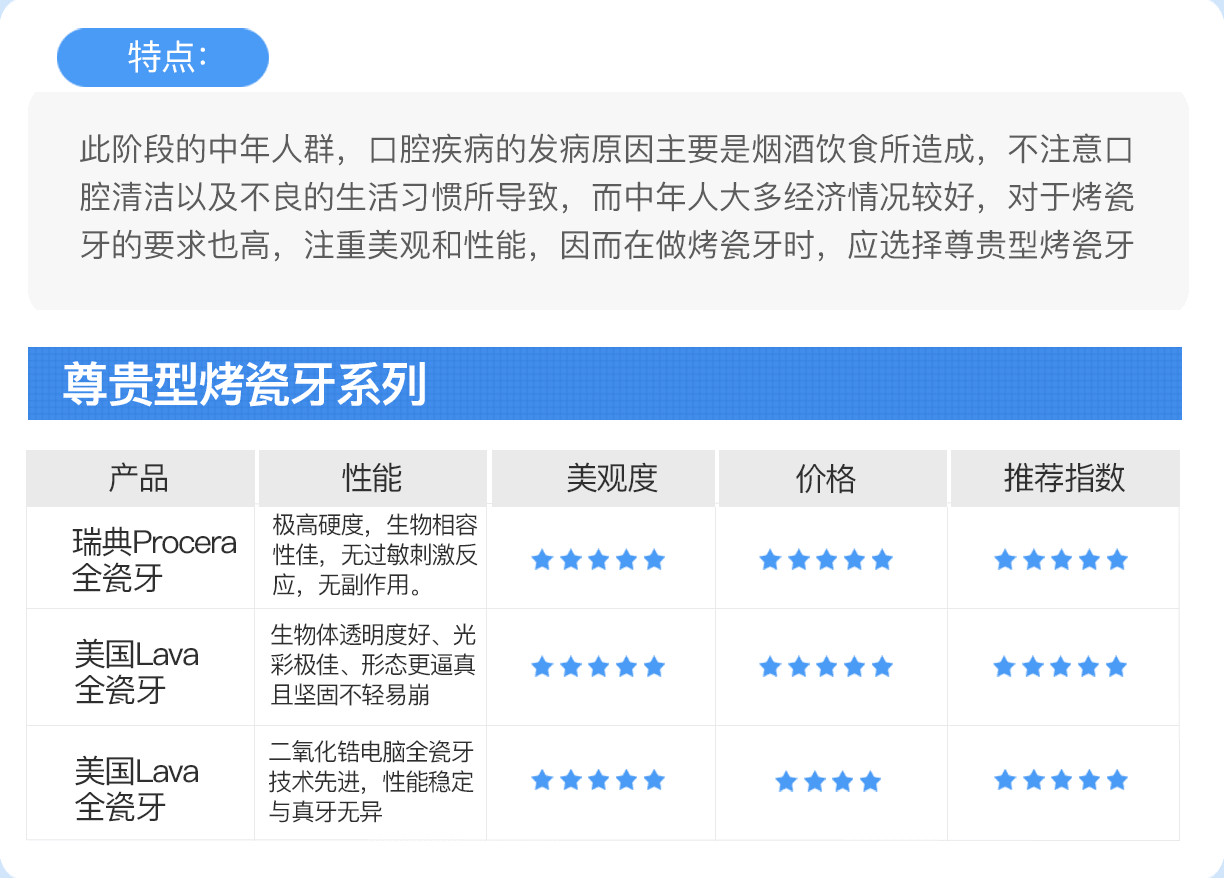 特点：
此阶段的中年人群，口腔疾病的发病原因主要是烟酒饮食所造成，不注意口
腔清洁以及不良的生活习惯所导致，而中年人大多经济情况较好，对于烤瓷
牙的要求也高，注重美观和性能，因而在做烤瓷牙时，应选择尊贵型烤瓷牙
尊贵型烤瓷牙系列
产品
性能
美观度
价格
推荐指数
瑞典Procera
全瓷牙
极高硬度，生物相容
性佳，无过敏刺激反
应，无副作用。
美国Lava
全瓷牙
生物体透明度好、光
彩极佳、形态更逼真
且坚固不轻易崩
美国Lava
全瓷牙
二氧化锆电脑全瓷牙
技术先进，性能稳定
与真牙无异